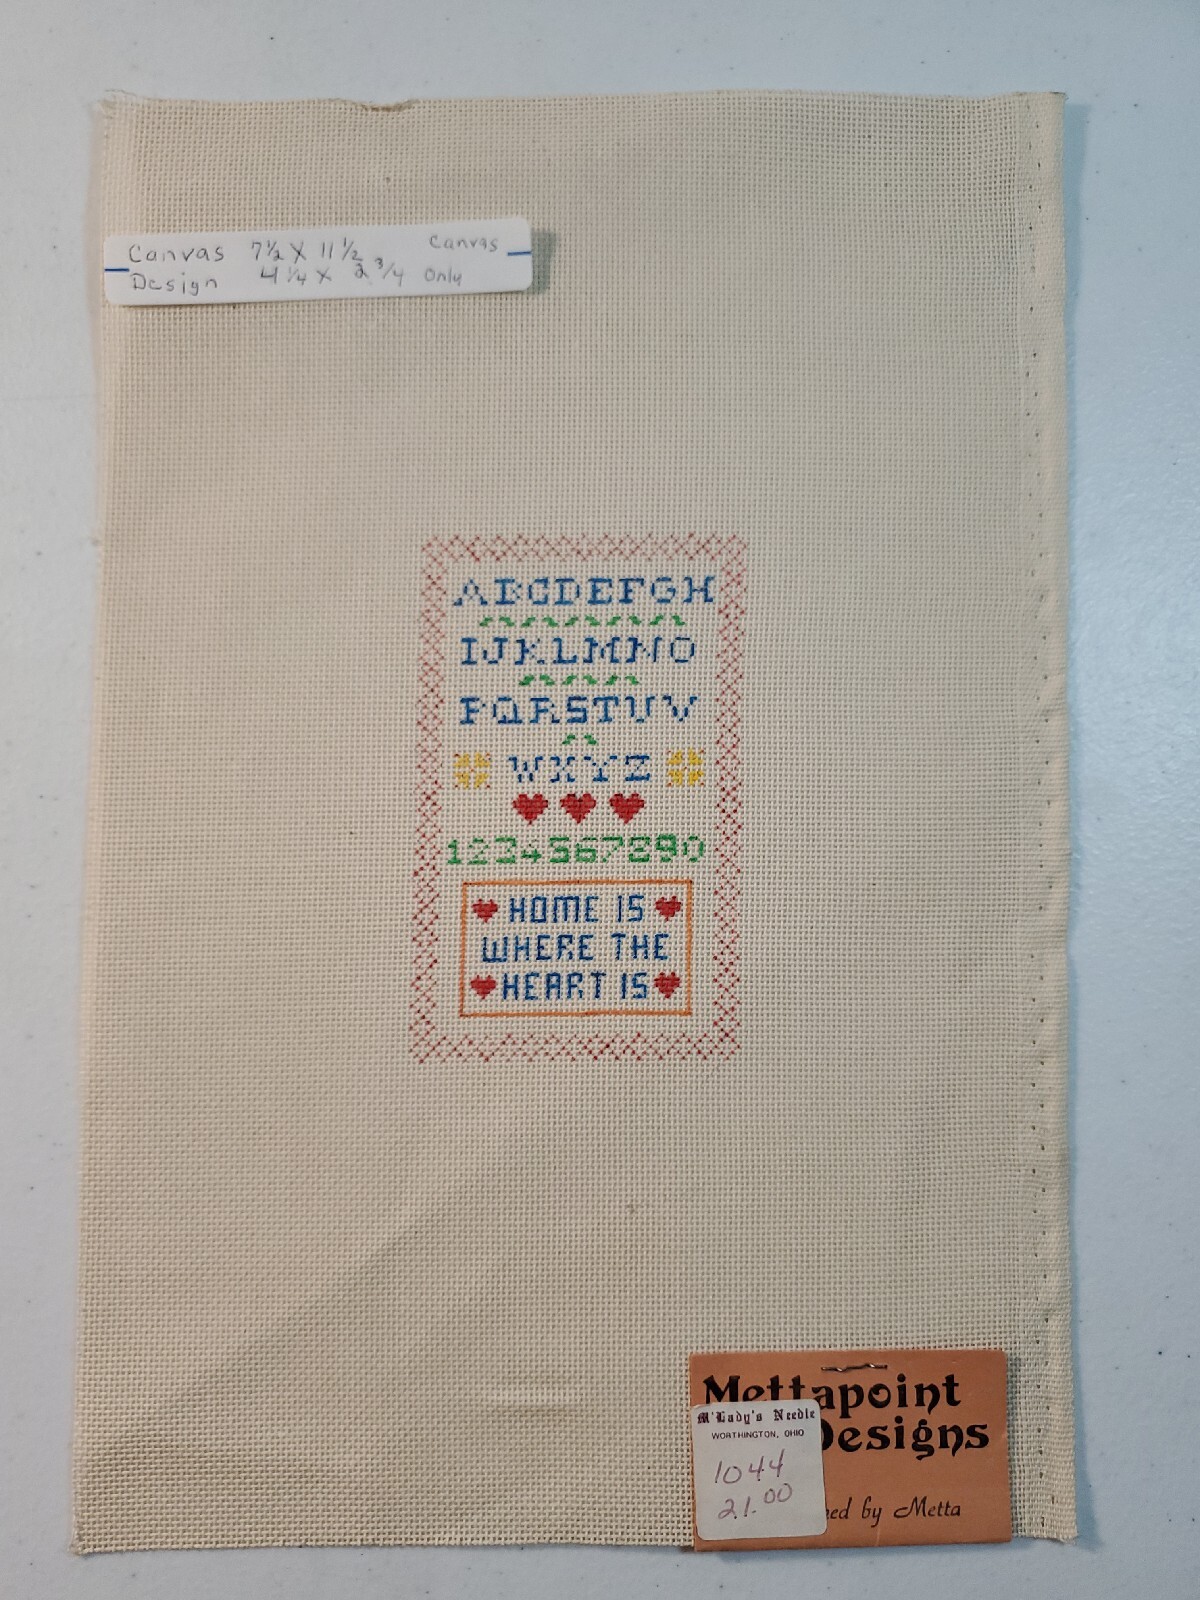 Canvas 7½ X 11½ Canvas
Design 4¼ X 2¾ Only
ABCDEFGH
IJKLMNO
PQRSTUV
WXYZ
1234567890
HOME IS
WHERE THE
HEART IS
Mettapoint
Designs
M'Lady's Needle
WORTHINGTON, OHIO
1044
21.00
by Metta